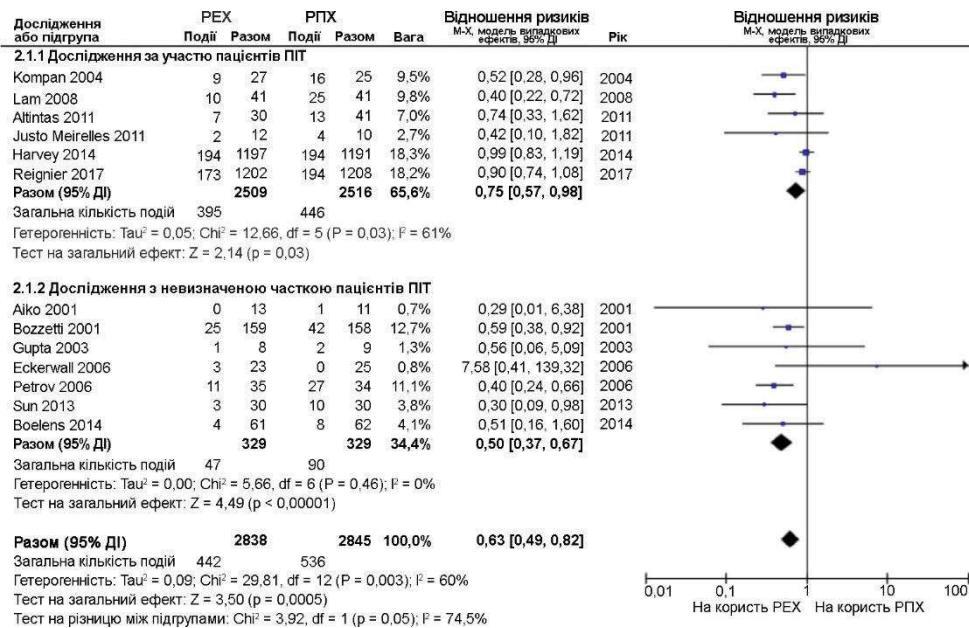 Дослідження або підгрупа РЕХ Події Разом РПХ Події Разом Вага Відношення ризиків М-Х, модель випадкових ефектів, 95% ДІ Рік Відношення ризиків М-Х, модель випадкових ефектів, 95% ДІ
2.1.1 Дослідження за участю пацієнтів ПІТ
Kompan 2004 9 27 16 25 9,5% 0,52 [0,28, 0,96] 2004
Lam 2008 10 41 25 41 9,8% 0,40 [0,22, 0,72] 2008
Altintas 2011 7 30 13 41 7,0% 0,74 [0,33, 1,62] 2011
Justo Meirelles 2011 2 12 4 10 2,7% 0,42 [0,10, 1,82] 2011
Harvey 2014 194 1197 194 1191 18,3% 0,99 [0,83, 1,19] 2014
Reignier 2017 173 1202 194 1208 18,2% 0,90 [0,74, 1,08] 2017
Разом (95% ДІ) 2509 2516 65,6% 0,75 [0,57, 0,98]
Загальна кількість подій 395 446
Гетерогенність: Tau² = 0,05; Chi² = 12,66, df = 5 (P = 0,03); I² = 61%
Тест на загальний ефект: Z = 2,14 (p = 0,03)
2.1.2 Дослідження з невизначеною часткою пацієнтів ПІТ
Aiko 2001 0 13 1 11 0,7% 0,29 [0,01, 6,38] 2001
Bozzetti 2001 25 159 42 158 12,7% 0,59 [0,38, 0,92] 2001
Gupta 2003 1 8 2 9 1,3% 0,56 [0,06, 5,09] 2003
Eckerwall 2006 3 23 0 25 0,8% 7,58 [0,41, 139,32] 2006
Petrov 2006 11 35 27 34 11,1% 0,40 [0,24, 0,66] 2006
Sun 2013 3 30 10 30 3,8% 0,30 [0,09, 0,98] 2013
Boelens 2014 4 61 8 62 4,1% 0,51 [0,16, 1,60] 2014
Разом (95% ДІ) 329 329 34,4% 0,50 [0,37, 0,67]
Загальна кількість подій 47 90
Гетерогенність: Tau² = 0,00; Chi² = 5,66, df = 6 (P = 0,46); I² = 0%
Тест на загальний ефект: Z = 4,49 (p < 0,00001)
Разом (95% ДІ) 2838 2845 100,0% 0,63 [0,49, 0,82]
Загальна кількість подій 442 536
Гетерогенність: Tau² = 0,09; Chi² = 29,81, df = 12 (P = 0,003); I² = 60%
Тест на загальний ефект: Z = 3,50 (p = 0,0005)
Тест на різницю між підгрупами: Chi² = 3,92, df = 1 (p = 0,05); I² = 74,5%
0,01 0,1 1 10 100
На користь РЕХ На користь РПХ